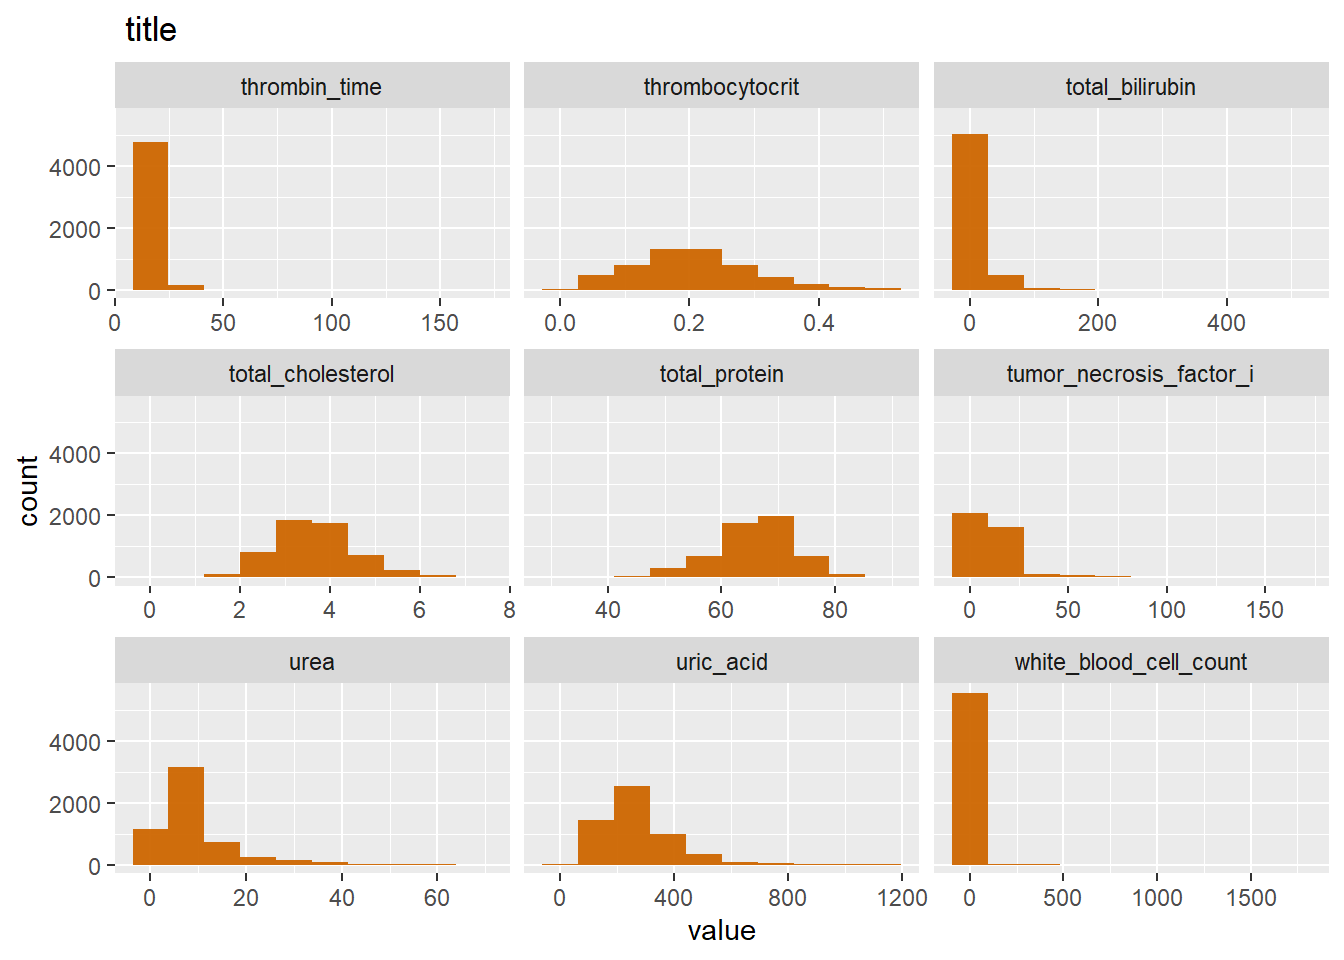 title
thrombin_time thrombocytocrit total_bilirubin
4000
2000
0
0 50 100 150 0.0 0.2 0.4 0 200 400
total_cholesterol total_protein tumor_necrosis_factor_i
4000
2000
0
0 2 4 6 8 40 60 80 0 50 100 150
count
urea uric_acid white_blood_cell_count
4000
2000
0
0 20 40 60 0 400 800 1200 0 500 1000 1500
value